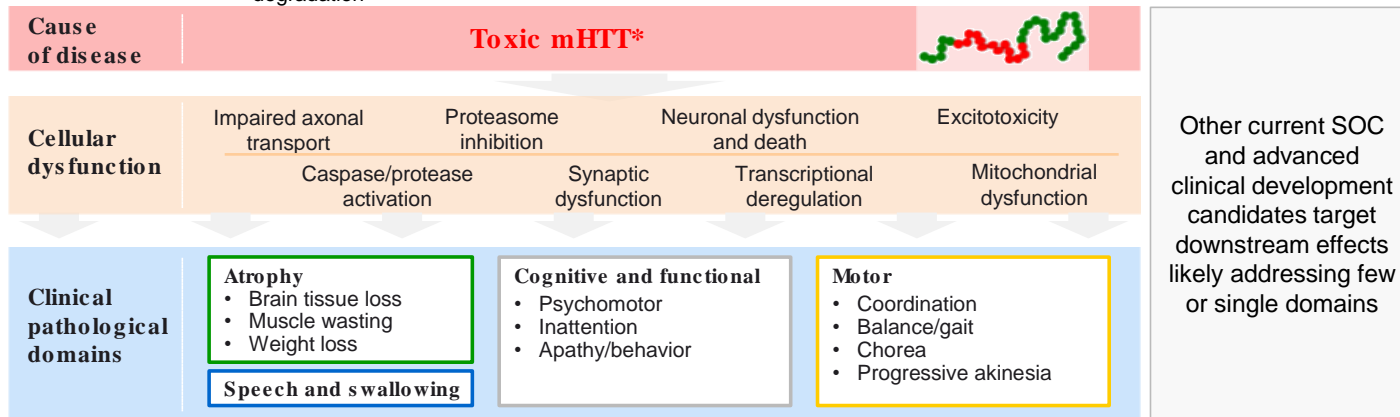 degradation
Cause
of disease
Toxic mHTT*
Cellular
dysfunction
Impaired axonal
transport
Proteasome
inhibition
Neuronal dysfunction
and death
Excitotoxicity
Caspase/protease
activation
Synaptic
dysfunction
Transcriptional
deregulation
Mitochondrial
dysfunction
Clinical
pathological
domains
Atrophy
• Brain tissue loss
• Muscle wasting
• Weight loss
Speech and swallowing
Cognitive and functional
• Psychomotor
• Inattention
• Apathy/behavior
Motor
• Coordination
• Balance/gait
• Chorea
• Progressive akinesia
Other current SOC
and advanced
clinical development
candidates target
downstream effects
likely addressing few
or single domains